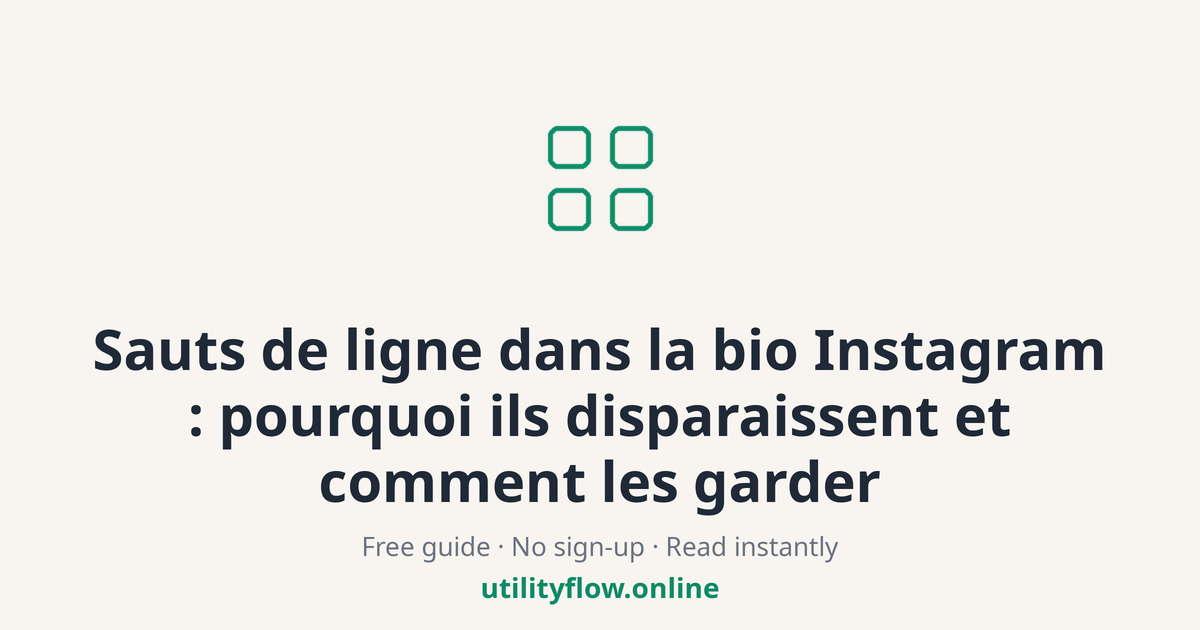 Sauts de ligne dans la bio Instagram
: pourquoi ils disparaissent et
comment les garder
Free guide · No sign-up · Read instantly
utilityflow.online